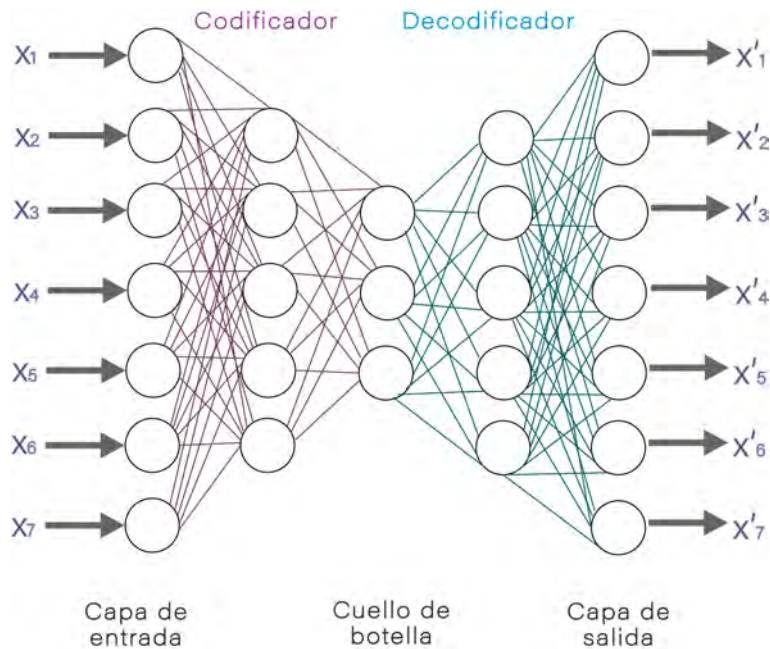 Codificador
Decodificador
X1
X'1
X2
X'2
X3
X'3
X4
X'4
X5
X'5
X6
X'6
X7
X'7
Capa de
entrada
Cuello de
botella
Capa de
salida